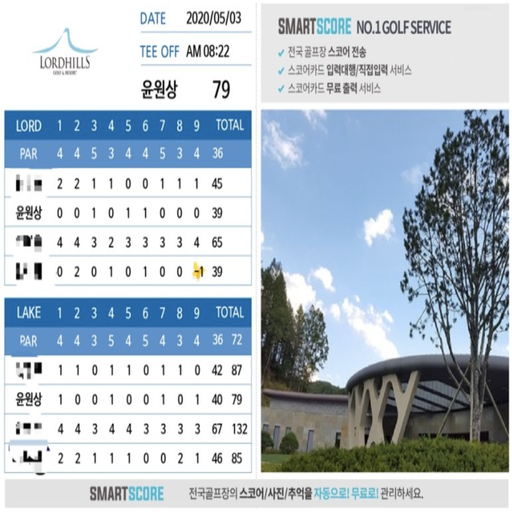 LORDHILLS
GOLF & RESORT
DATE 2020/05/03
TEE OFF AM 08:22
윤원상 79
LORD 1 2 3 4 5 6 7 8 9 TOTAL
PAR 4 4 5 3 4 4 5 3 4 36
2 2 1 1 0 0 1 1 1 45
윤원상 0 0 1 0 1 1 0 0 0 39
4 4 3 2 3 3 3 3 4 65
0 2 0 1 0 1 0 0 -1 39
LAKE 1 2 3 4 5 6 7 8 9 TOTAL
PAR 4 4 3 5 4 5 4 3 4 36 72
1 1 0 1 1 0 1 1 0 42 87
윤원상 1 0 0 1 0 0 1 0 1 40 79
4 4 3 4 4 3 3 3 3 67 132
2 2 1 1 1 0 0 2 1 46 85
SMARTSCORE NO.1 GOLF SERVICE
✓ 전국 골프장 스코어 전송
✓ 스코어카드 입력대행/직접입력 서비스
✓ 스코어카드 무료 출력 서비스
SMARTSCORE 전국골프장의 스코어/사진/추억을 자동으로! 무료로! 관리하세요.